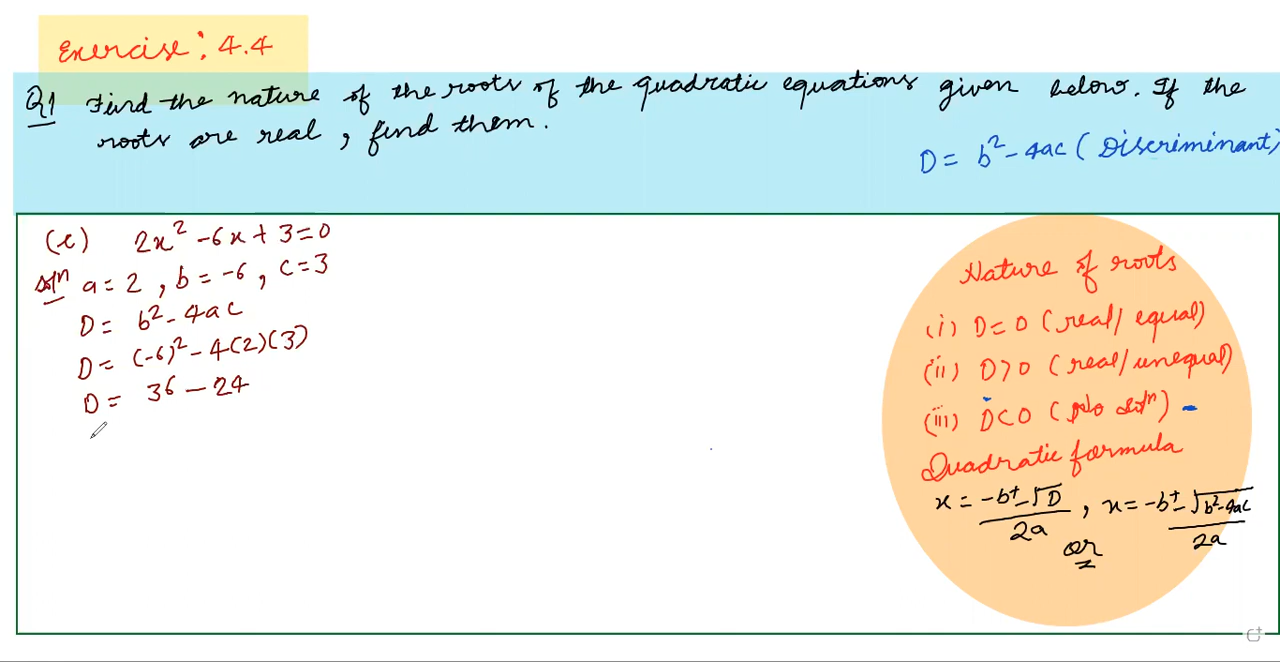 Exercise: 4.4
Q1 Find the nature of the roots of the quadratic equations given below. If the
roots are real, find them.
D = b² - 4ac (Discriminant)
(c) 2x² - 6x + 3 = 0
Solⁿ a = 2, b = -6, c = 3
D = b² - 4ac
D = (-6)² - 4(2)(3)
D = 36 - 24
Nature of roots
(i) D = 0 (real/equal)
(ii) D > 0 (real/unequal)
(iii) D < 0 (No solⁿ) -
Quadratic formula
x = -b ± √D / 2a, x = -b ± √b² - 4ac / 2a
or